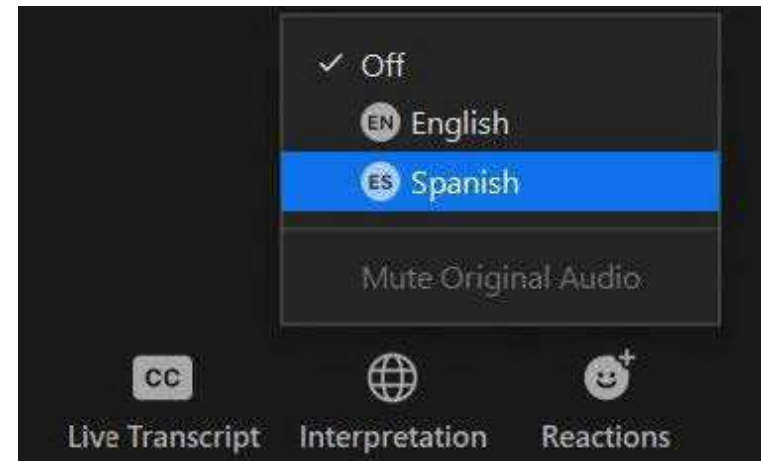 Off
EN English
ES Spanish
Mute Original Audio
CC
Live Transcript Interpretation Reactions